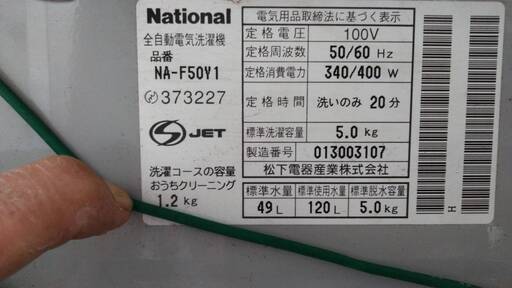 National
全自動電気洗濯機
品番
NA-F50Y1
373227
JET
洗濯コースの容量
おうちクリーニング
1.2 kg
電気用品取締法に基づく表示
定格電圧 100V
定格周波数 50/60 Hz
定格消費電力 340/400 W
定格時間 洗いのみ 20分
標準洗濯容量 5.0 kg
製造番号 013003107
松下電器産業株式会社
標準水量 標準使用水量 標準脱水容量
49L 120L 5.0kg
H